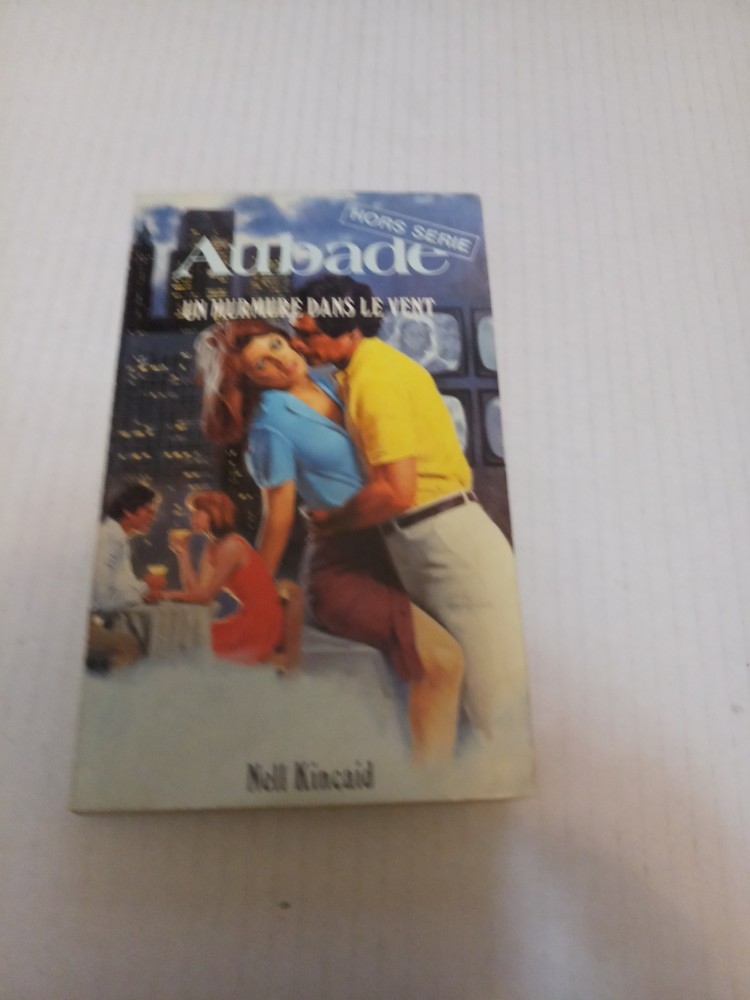 HORS SERIE
Aubade
UN MURMURE DANS LE VENT
Nell Kincaid